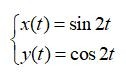 x(t) = sin 2t
y(t) = cos 2t